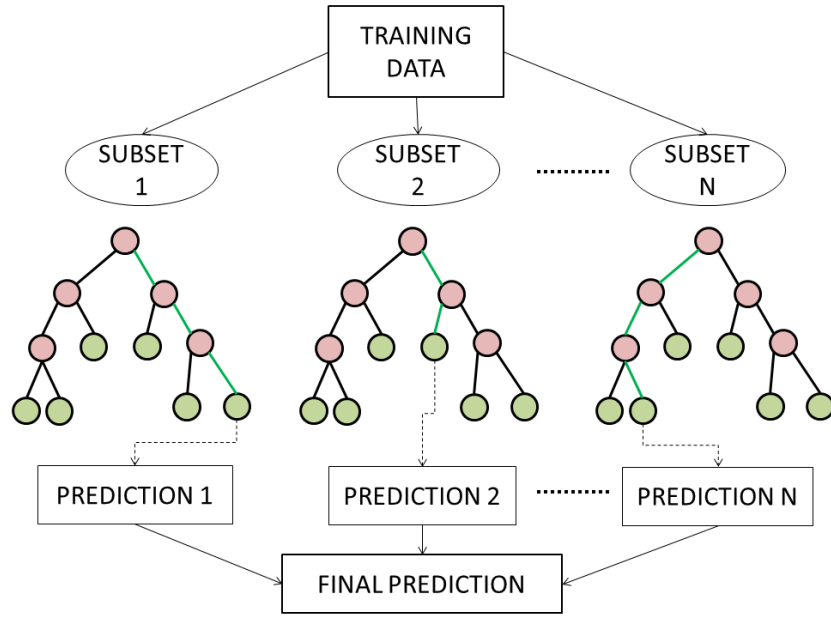 TRAINING
DATA
SUBSET
1
SUBSET
2
SUBSET
N
PREDICTION 1
PREDICTION 2
PREDICTION N
FINAL PREDICTION